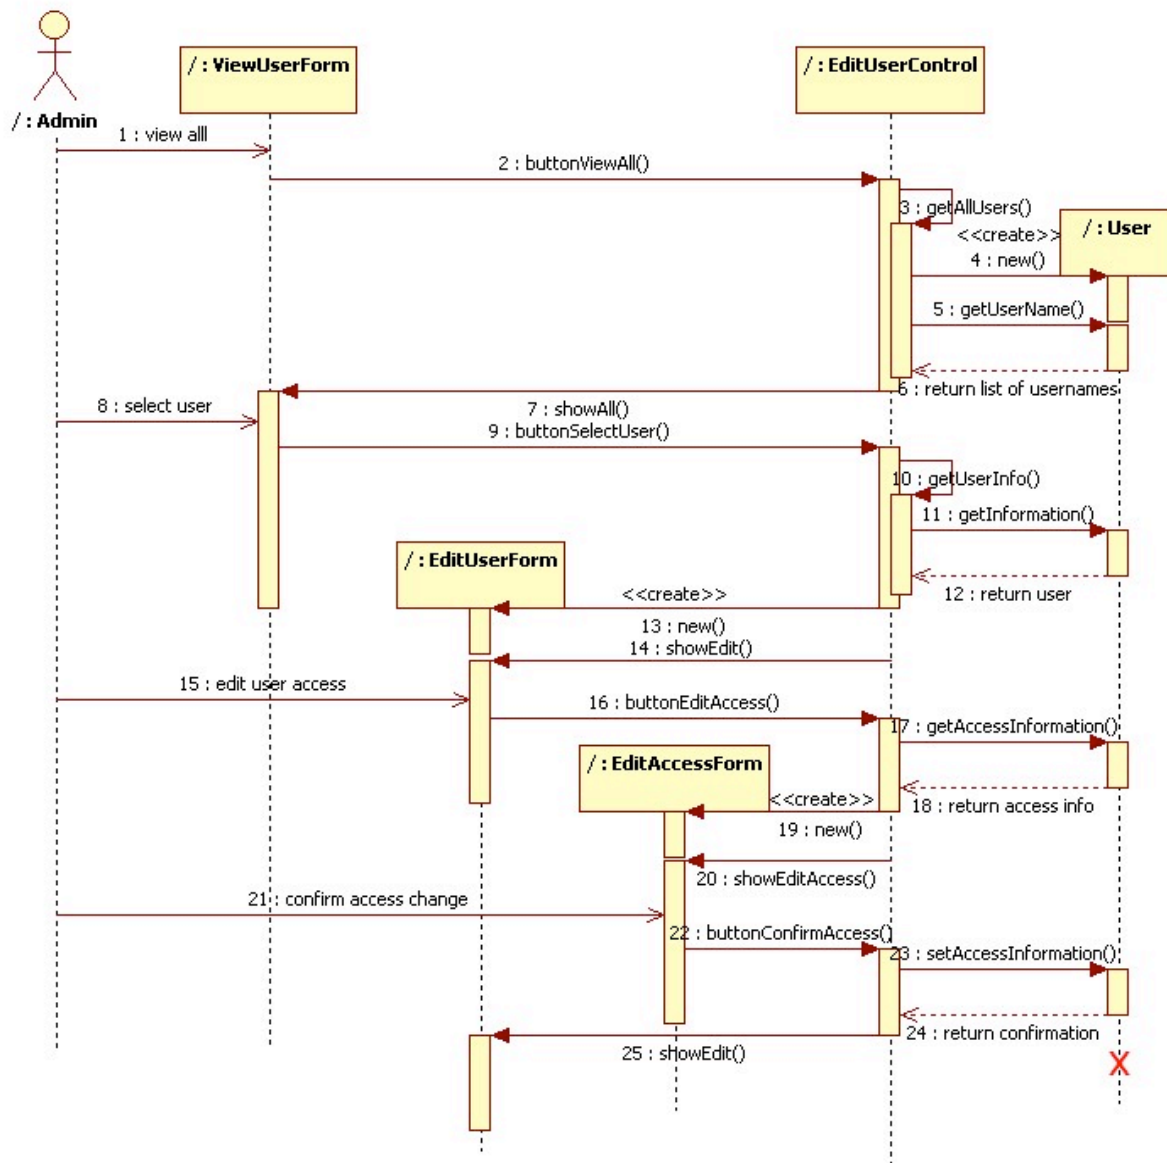 / : Admin
/ : ViewUserForm
/ : EditUserControl
1 : view alll
2 : buttonViewAll()
3 : getAllUsers()
/ : User
<<create>>
4 : new()
5 : getUserName()
6 : return list of usernames
7 : showAll()
8 : select user
9 : buttonSelectUser()
10 : getUserInfo()
11 : getInformation()
/ : EditUserForm
12 : return user
<<create>>
13 : new()
14 : showEdit()
15 : edit user access
16 : buttonEditAccess()
17 : getAccessInformation()
/ : EditAccessForm
18 : return access info
<<create>>
19 : new()
20 : showEditAccess()
21 : confirm access change
22 : buttonConfirmAccess()
23 : setAccessInformation()
24 : return confirmation
25 : showEdit()
X